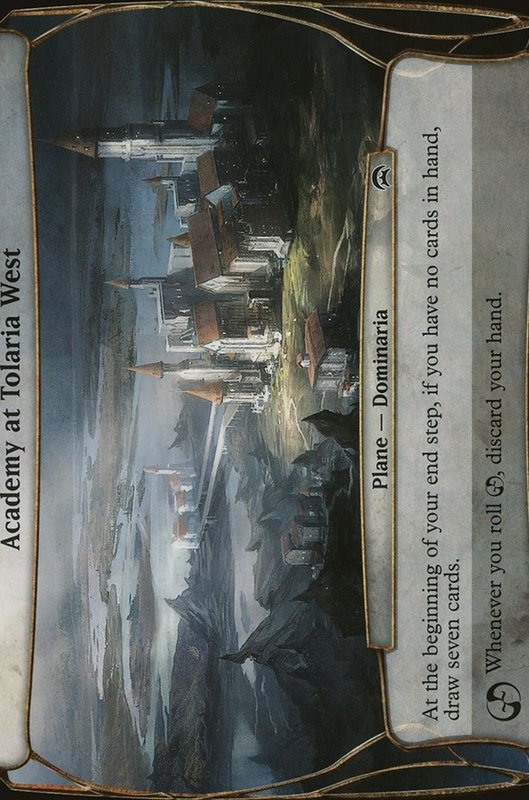 Academy at Tolaria West
Plane — Dominaria
At the beginning of your end step, if you have no cards in hand,
draw seven cards.
Whenever you roll , discard your hand.